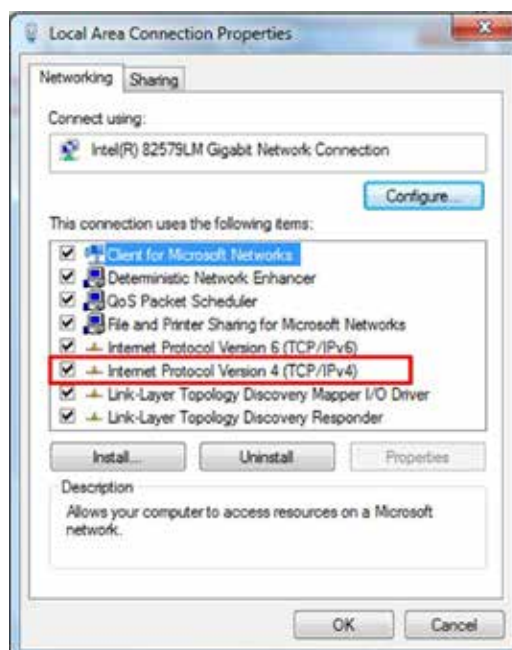 Local Area Connection Properties
Networking
Sharing
Connect using:
Intel(R) 82579LM Gigabit Network Connection
Configure...
This connection uses the following items:
Client for Microsoft Networks
Deterministic Network Enhancer
QoS Packet Scheduler
File and Printer Sharing for Microsoft Networks
Internet Protocol Version 6 (TCP/IPv6)
Internet Protocol Version 4 (TCP/IPv4)
Link-Layer Topology Discovery Mapper I/O Driver
Link-Layer Topology Discovery Responder
Install...
Uninstall
Properties
Description
Allows your computer to access resources on a Microsoft
network.
OK
Cancel